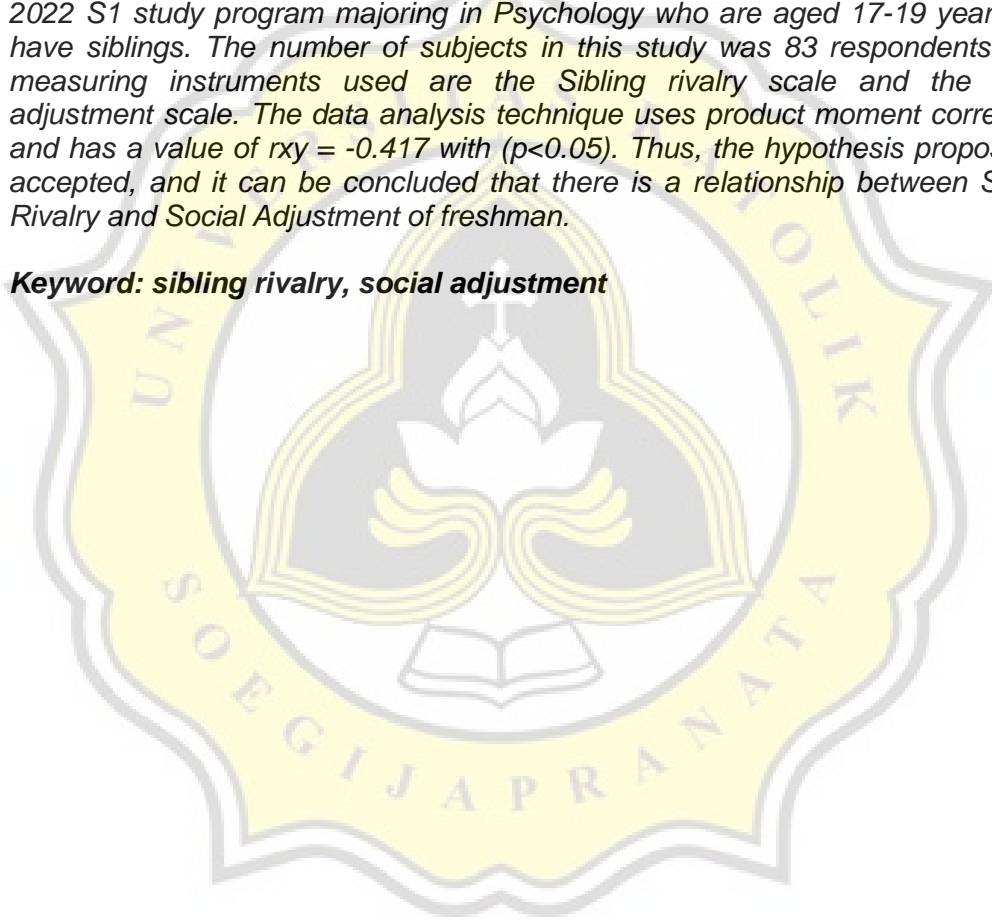 2022 S1 study program majoring in Psychology who are aged 17-19 year
have siblings. The number of subjects in this study was 83 respondents
measuring instruments used are the Sibling rivalry scale and the
adjustment scale. The data analysis technique uses product moment corre
and has a value of rxy = -0.417 with (p<0.05). Thus, the hypothesis propo
accepted, and it can be concluded that there is a relationship between S
Rivalry and Social Adjustment of freshman.
Keyword: sibling rivalry, social adjustment
UNIVERSITAS KATOLIK
SOEGIJAPRANATA